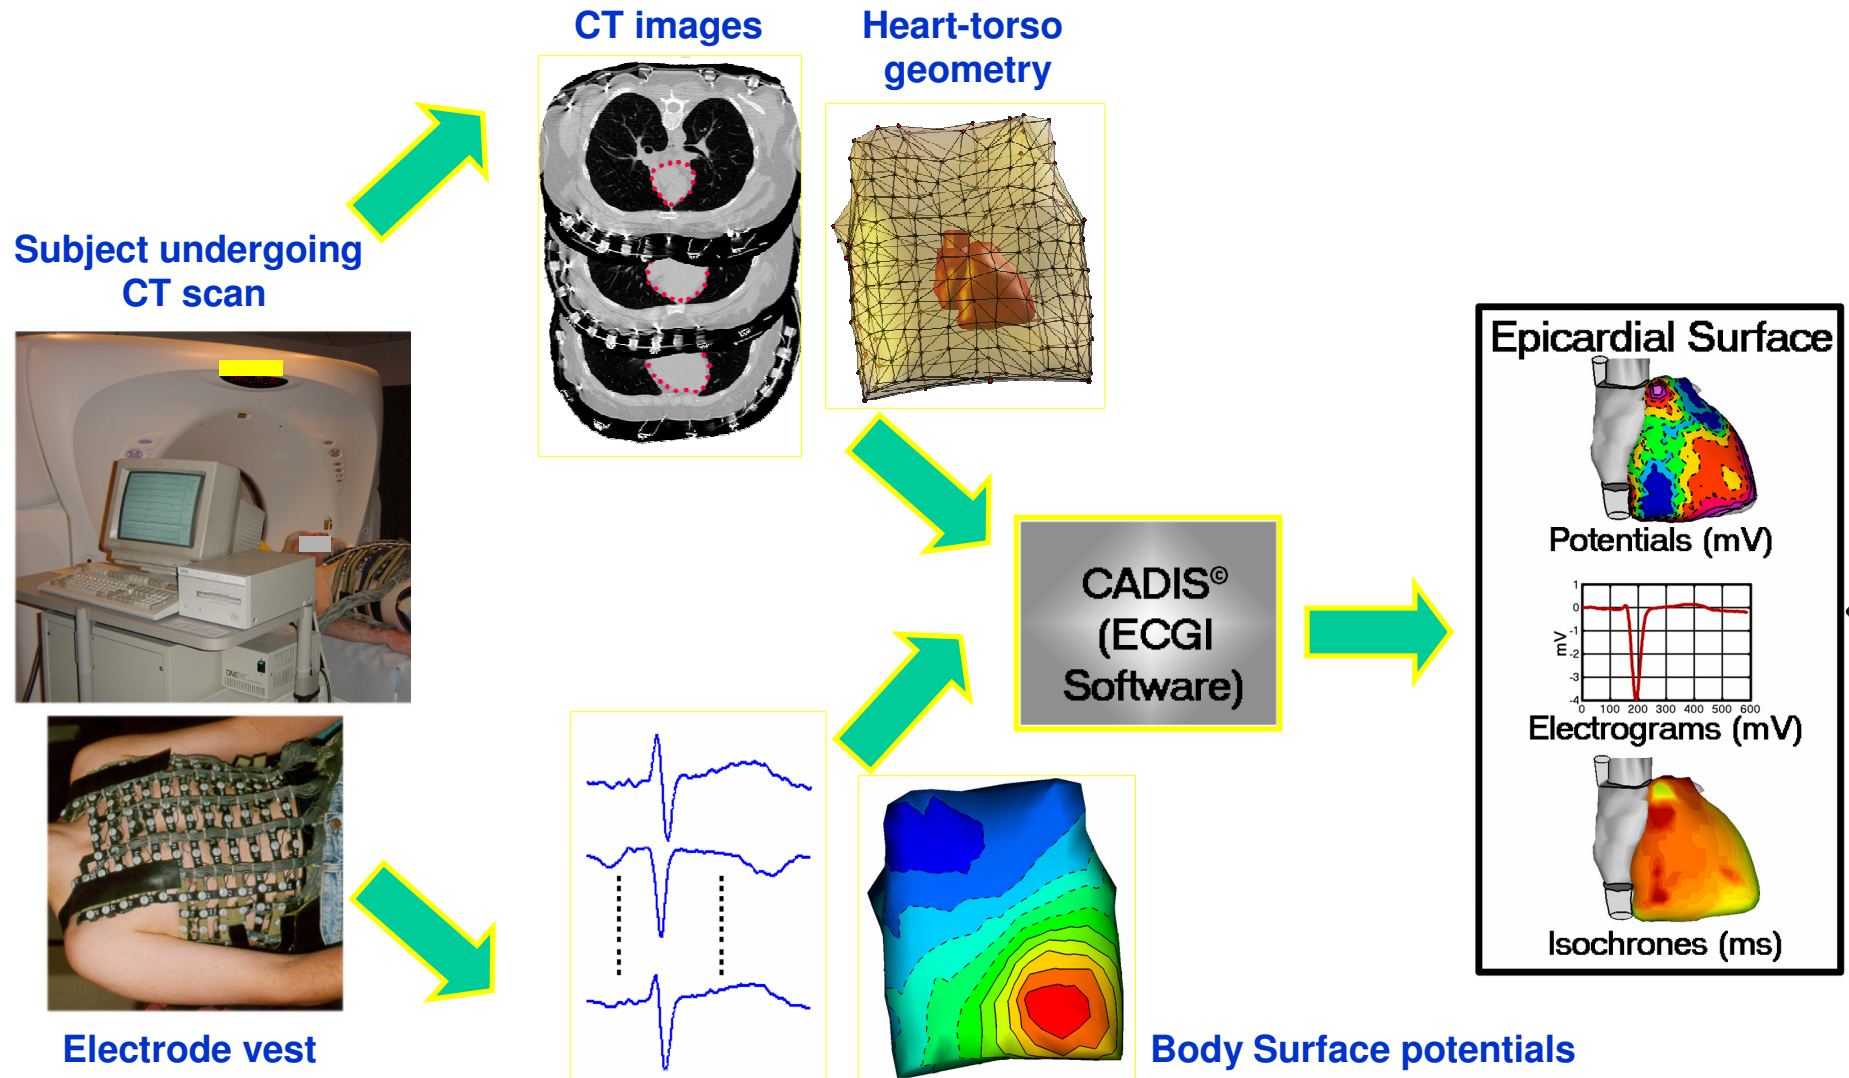 CT images
Heart-torso
geometry
Subject undergoing
CT scan
Electrode vest
Body Surface potentials
CADIS©
(ECGI
Software)
Epicardial Surface
Potentials (mV)
mV
1
0
-1
-2
-3
-4
0 100 200 300 400 500 600
Electrograms (mV)
Isochrones (ms)